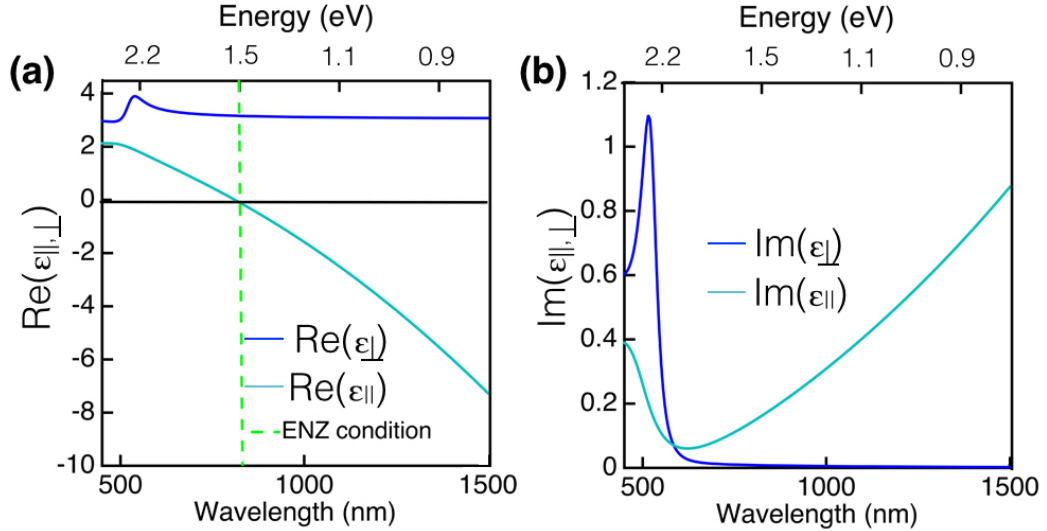 (a)
Energy (eV)
2.2 1.5 1.1 0.9
4
2
0
-2
-4
-6
-8
-10
Re(ε||,⊥)
Re(ε⊥)
Re(ε||)
ENZ condition
500 1000 1500
Wavelength (nm)
(b)
Energy (eV)
2.2 1.5 1.1 0.9
1.2
1
0.8
0.6
0.4
0.2
0
Im(ε||,⊥)
Im(ε⊥)
Im(ε||)
500 1000 1500
Wavelength (nm)